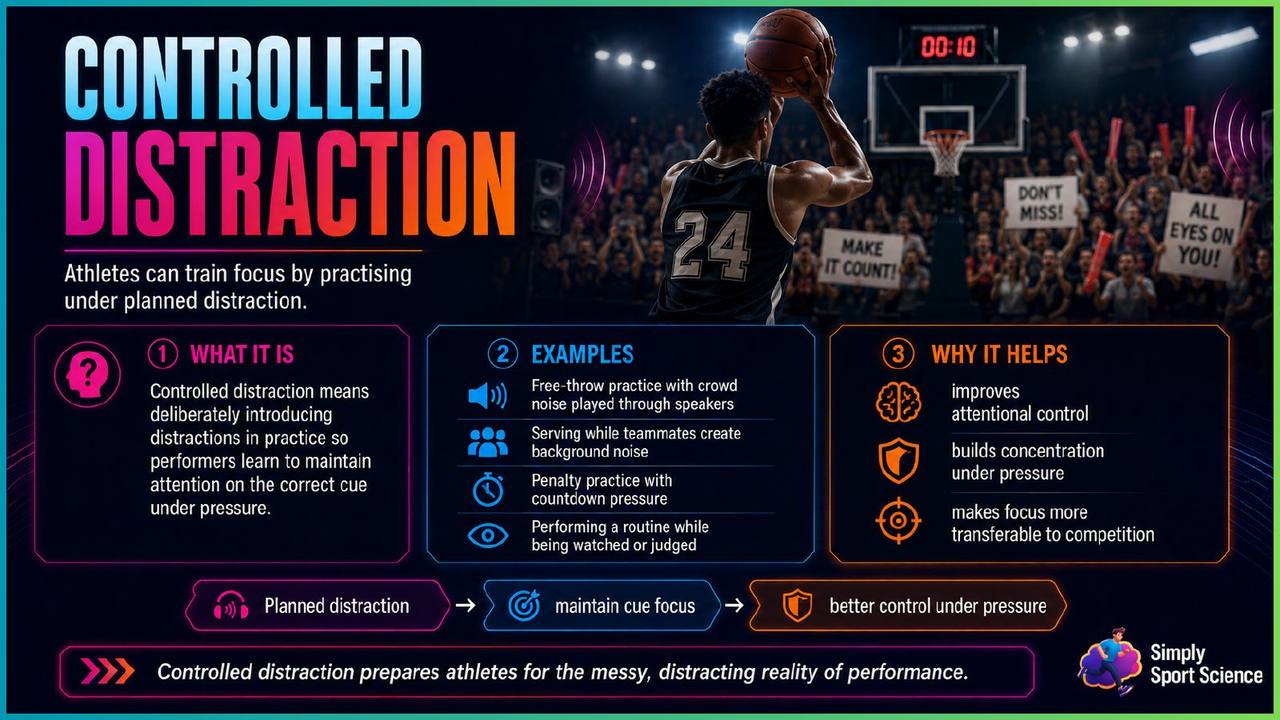 CONTROLLED
DISTRACTION
Athletes can train focus by practising
under planned distraction.
00:10
24
MAKE
IT COUNT!
DON'T
MISS!
ALL
EYES ON
YOU!
1 WHAT IT IS
?
Controlled distraction means
deliberately introducing
distractions in practice so
performers learn to maintain
attention on the correct cue
under pressure.
2 EXAMPLES
Free-throw practice with crowd
noise played through speakers
Serving while teammates create
background noise
Penalty practice with
countdown pressure
Performing a routine while
being watched or judged
3 WHY IT HELPS
improves
attentional control
builds concentration
under pressure
makes focus more
transferable to competition
Planned distraction → maintain cue focus → better control under pressure
Controlled distraction prepares athletes for the messy, distracting reality of performance.
Simply
Sport Science